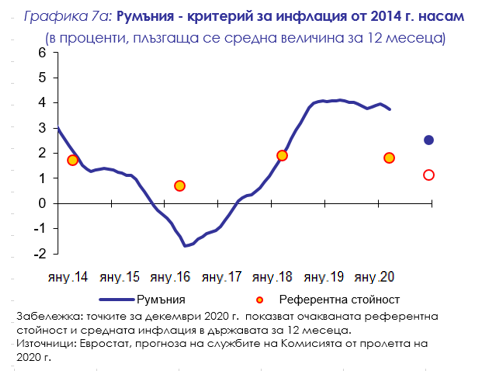 Графика 7а: Румъния - критерий за инфлация от 2014 г. насам
(в проценти, плъзгаща се средна величина за 12 месеца)
6
5
4
3
2
1
0
-1
-2
яну.14 яну.15 яну.16 яну.17 яну.18 яну.19 яну.20
Румъния Референтна стойност
Забележка: точките за декември 2020 г. показват очакваната референтна
стойност и средната инфлация в държавата за 12 месеца.
Източници: Евростат, прогноза на службите на Комисията от пролетта на
2020 г.